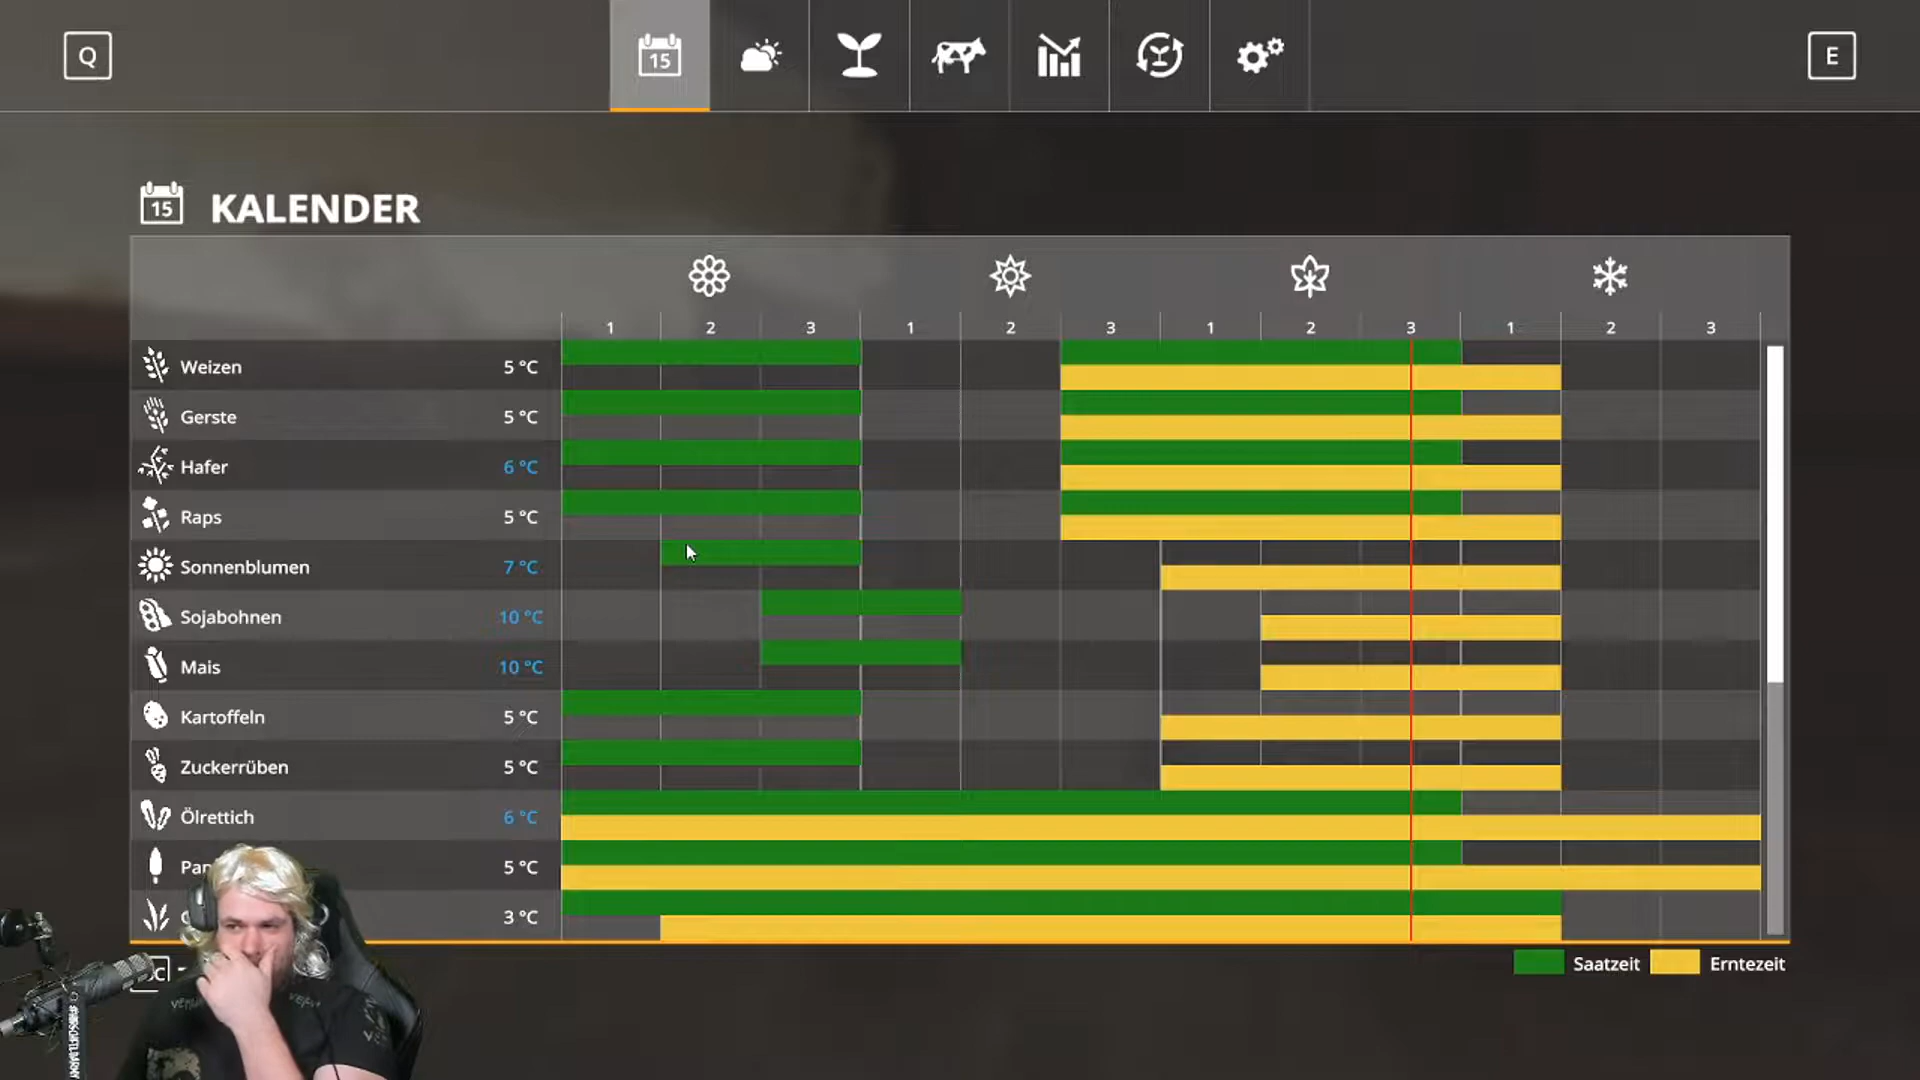 Q
15
E
15 KALENDER
1 2 3 1 2 3 1 2 3 1 2 3
Weizen 5 °C
Gerste 5 °C
Hafer 6 °C
Raps 5 °C
Sonnenblumen 7 °C
Sojabohnen 10 °C
Mais 10 °C
Kartoffeln 5 °C
Zuckerrüben 5 °C
Ölrettich 6 °C
5 °C
3 °C
Saatzeit Erntezeit